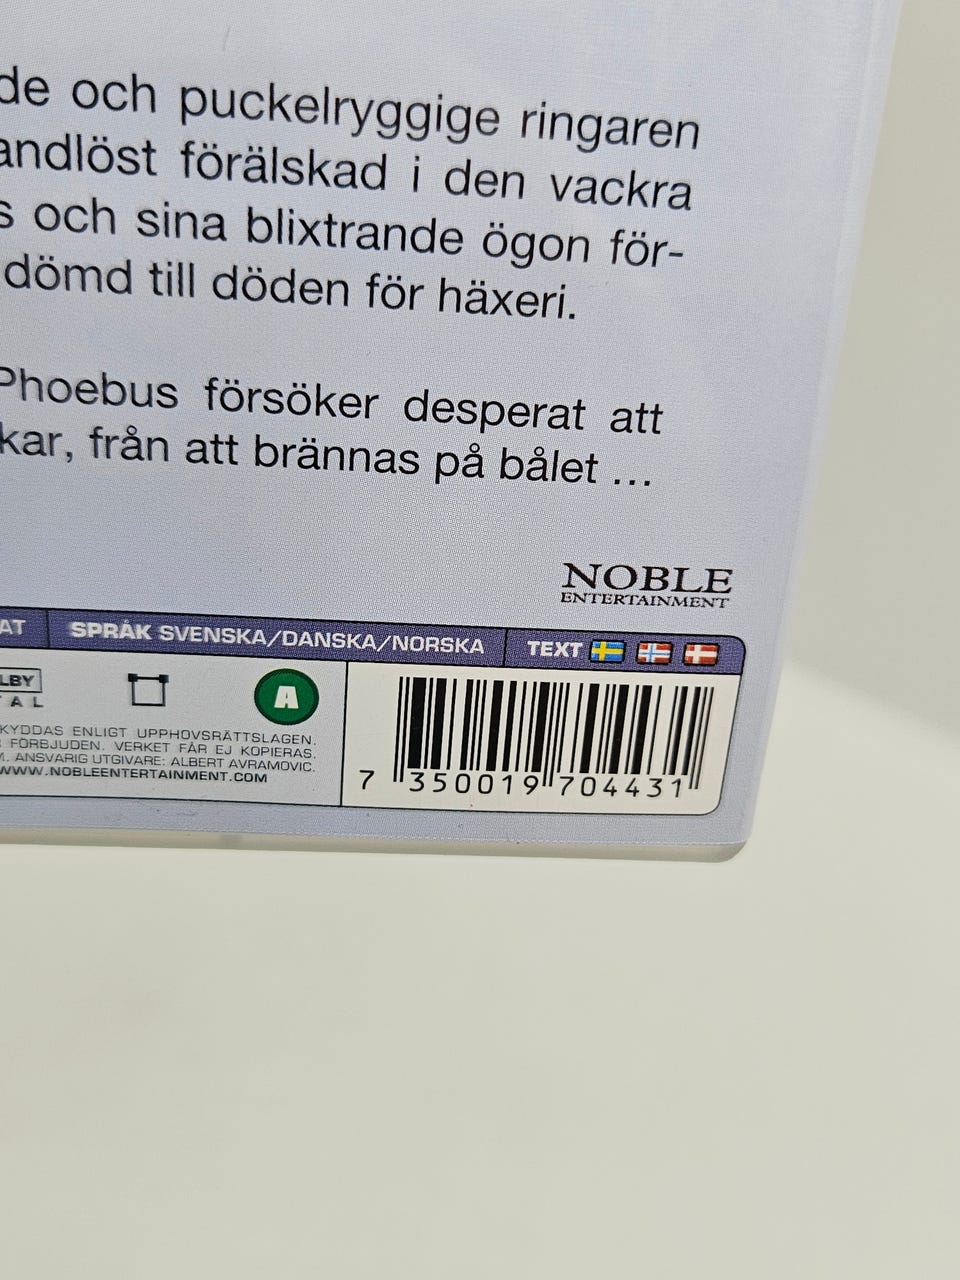 de och puckelryggige ringaren
andlöst förälskad i den vackra
s och sina blixtrande ögon för-
dömd till döden för häxeri.
Phoebus försöker desperat att
kar, från att brännas på bålet ...
NOBLE
ENTERTAINMENT
AT SPRÅK SVENSKA/DANSKA/NORSKA TEXT
LBY
TAL
A
KYDDAS ENLIGT UPPHOVSRÄTTSLAGEN.
FÖRBJUDEN. VERKET FÅR EJ KOPIERAS.
M. ANSVARIG UTGIVARE: ALBERT AVRAMOVIC.
WWW.NOBLEENTERTAINMENT.COM
7 350019 704431